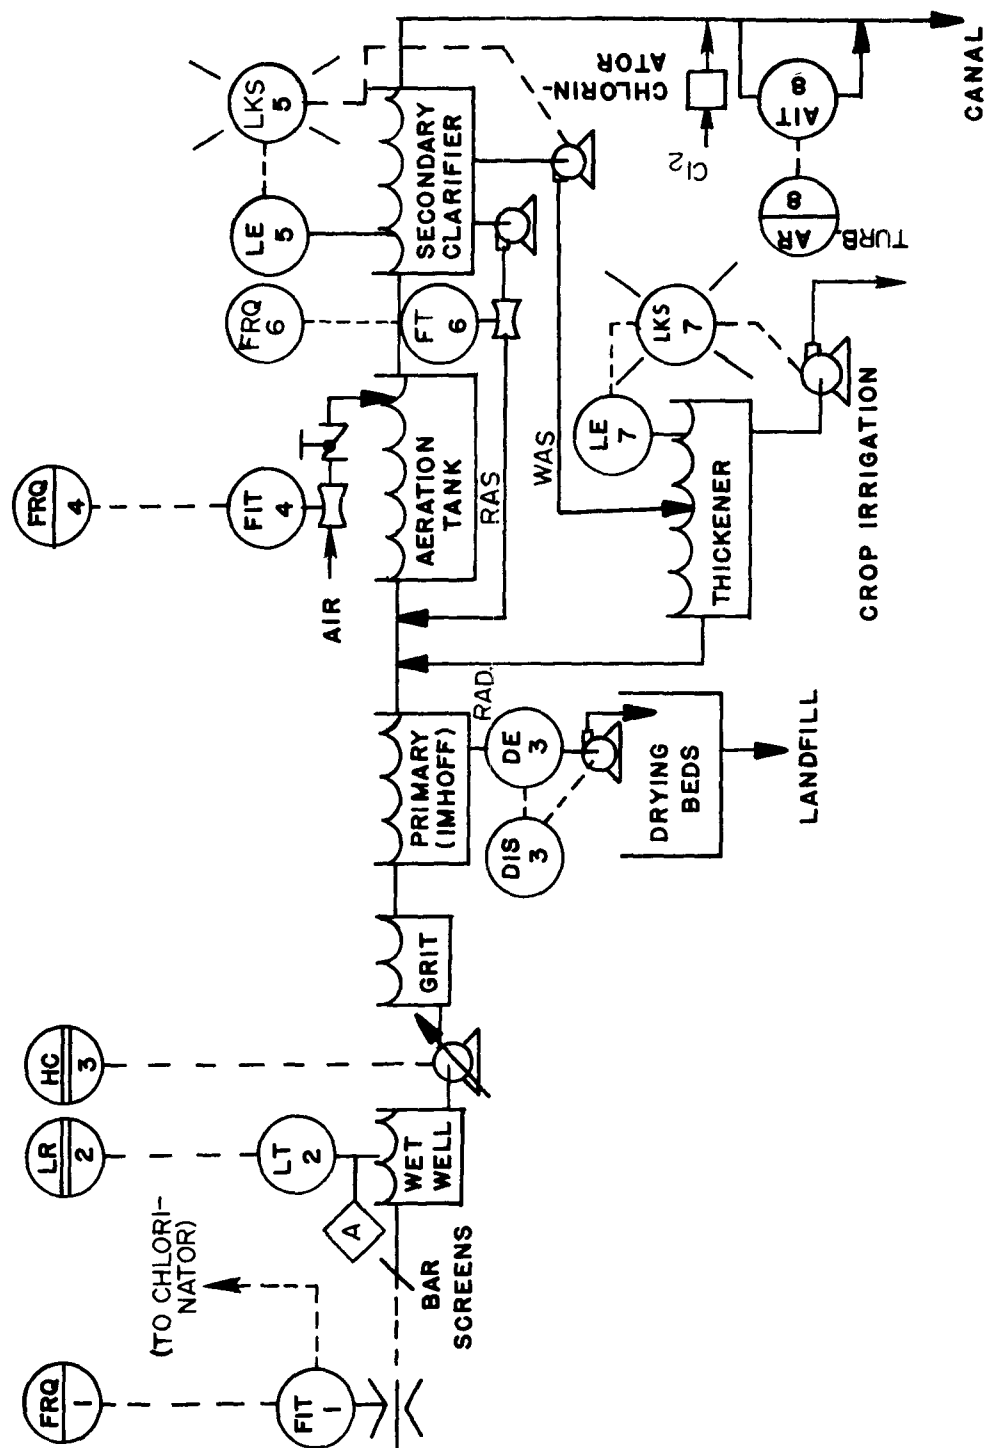 FRQ
1
(TO CHLORI-
NATOR)
FIT
1
BAR
SCREENS
LR
2
HC
3
LT
2
A
WET
WELL
GRIT
PRIMARY
(IMHOFF)
RAD.
DIS
3
DE
3
DRYING
BEDS
LANDFILL
FRQ
4
FIT
4
AIR
AERATION
TANK
RAS
FRQ
6
FT
6
LE
5
LKS
5
SECONDARY
CLARIFIER
WAS
LE
7
LKS
7
THICKENER
CROP IRRIGATION
CHLORIN-
ATOR
Cl2
AIT
8
AR
8
TURB.
CANAL